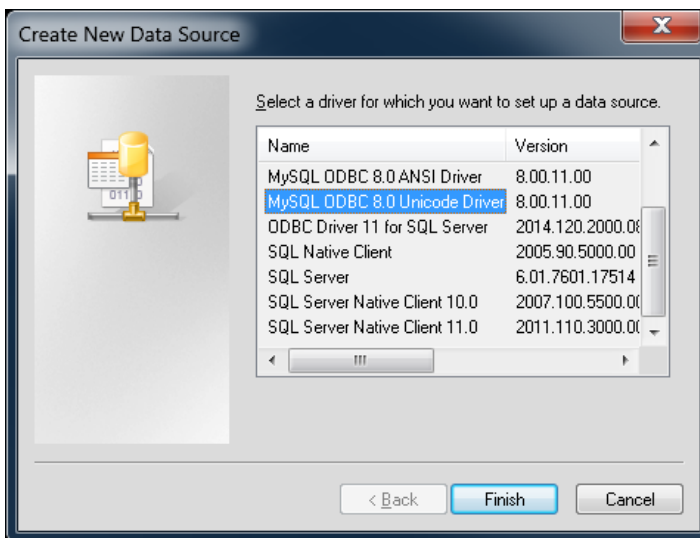 Create New Data Source
Select a driver for which you want to set up a data source.
Name Version
MySQL ODBC 8.0 ANSI Driver 8.00.11.00
MySQL ODBC 8.0 Unicode Driver 8.00.11.00
ODBC Driver 11 for SQL Server 2014.120.2000.08
SQL Native Client 2005.90.5000.00
SQL Server 6.01.7601.17514
SQL Server Native Client 10.0 2007.100.5500.00
SQL Server Native Client 11.0 2011.110.3000.00
< Back Finish Cancel